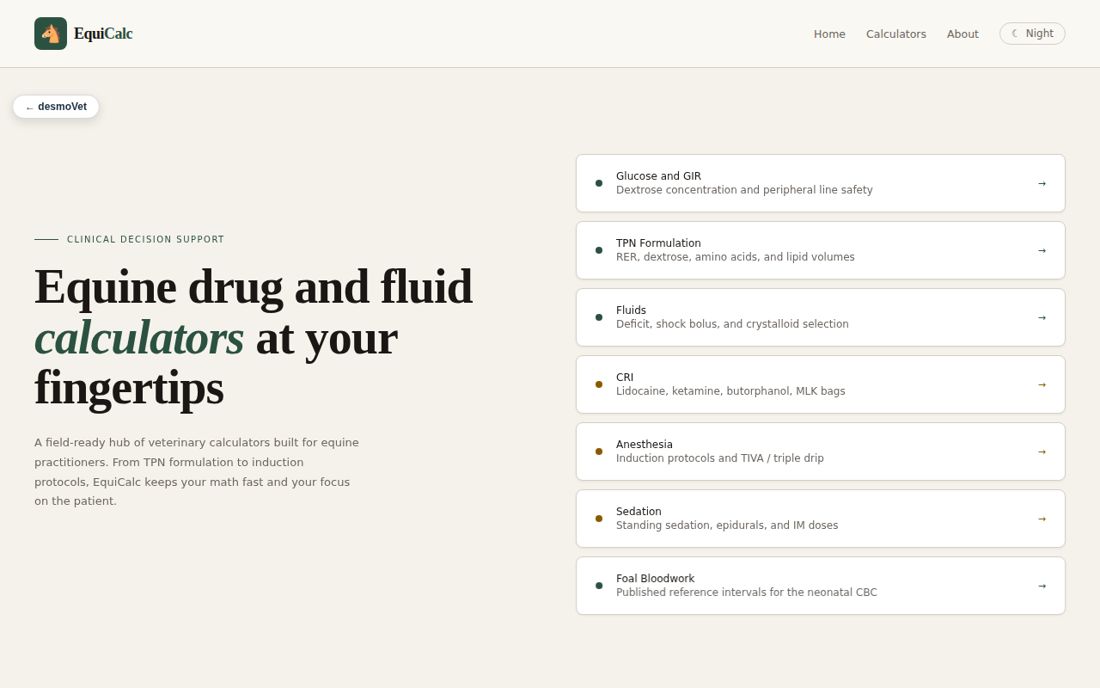 EquiCalc
Home
Calculators
About
☾ Night
← desmoVet
CLINICAL DECISION SUPPORT
Equine drug and fluid
calculators at your
fingertips
A field-ready hub of veterinary calculators built for equine
practitioners. From TPN formulation to induction
protocols, EquiCalc keeps your math fast and your focus
on the patient.
Glucose and GIR
Dextrose concentration and peripheral line safety
→
TPN Formulation
RER, dextrose, amino acids, and lipid volumes
→
Fluids
Deficit, shock bolus, and crystalloid selection
→
CRI
Lidocaine, ketamine, butorphanol, MLK bags
→
Anesthesia
Induction protocols and TIVA / triple drip
→
Sedation
Standing sedation, epidurals, and IM doses
→
Foal Bloodwork
Published reference intervals for the neonatal CBC
→